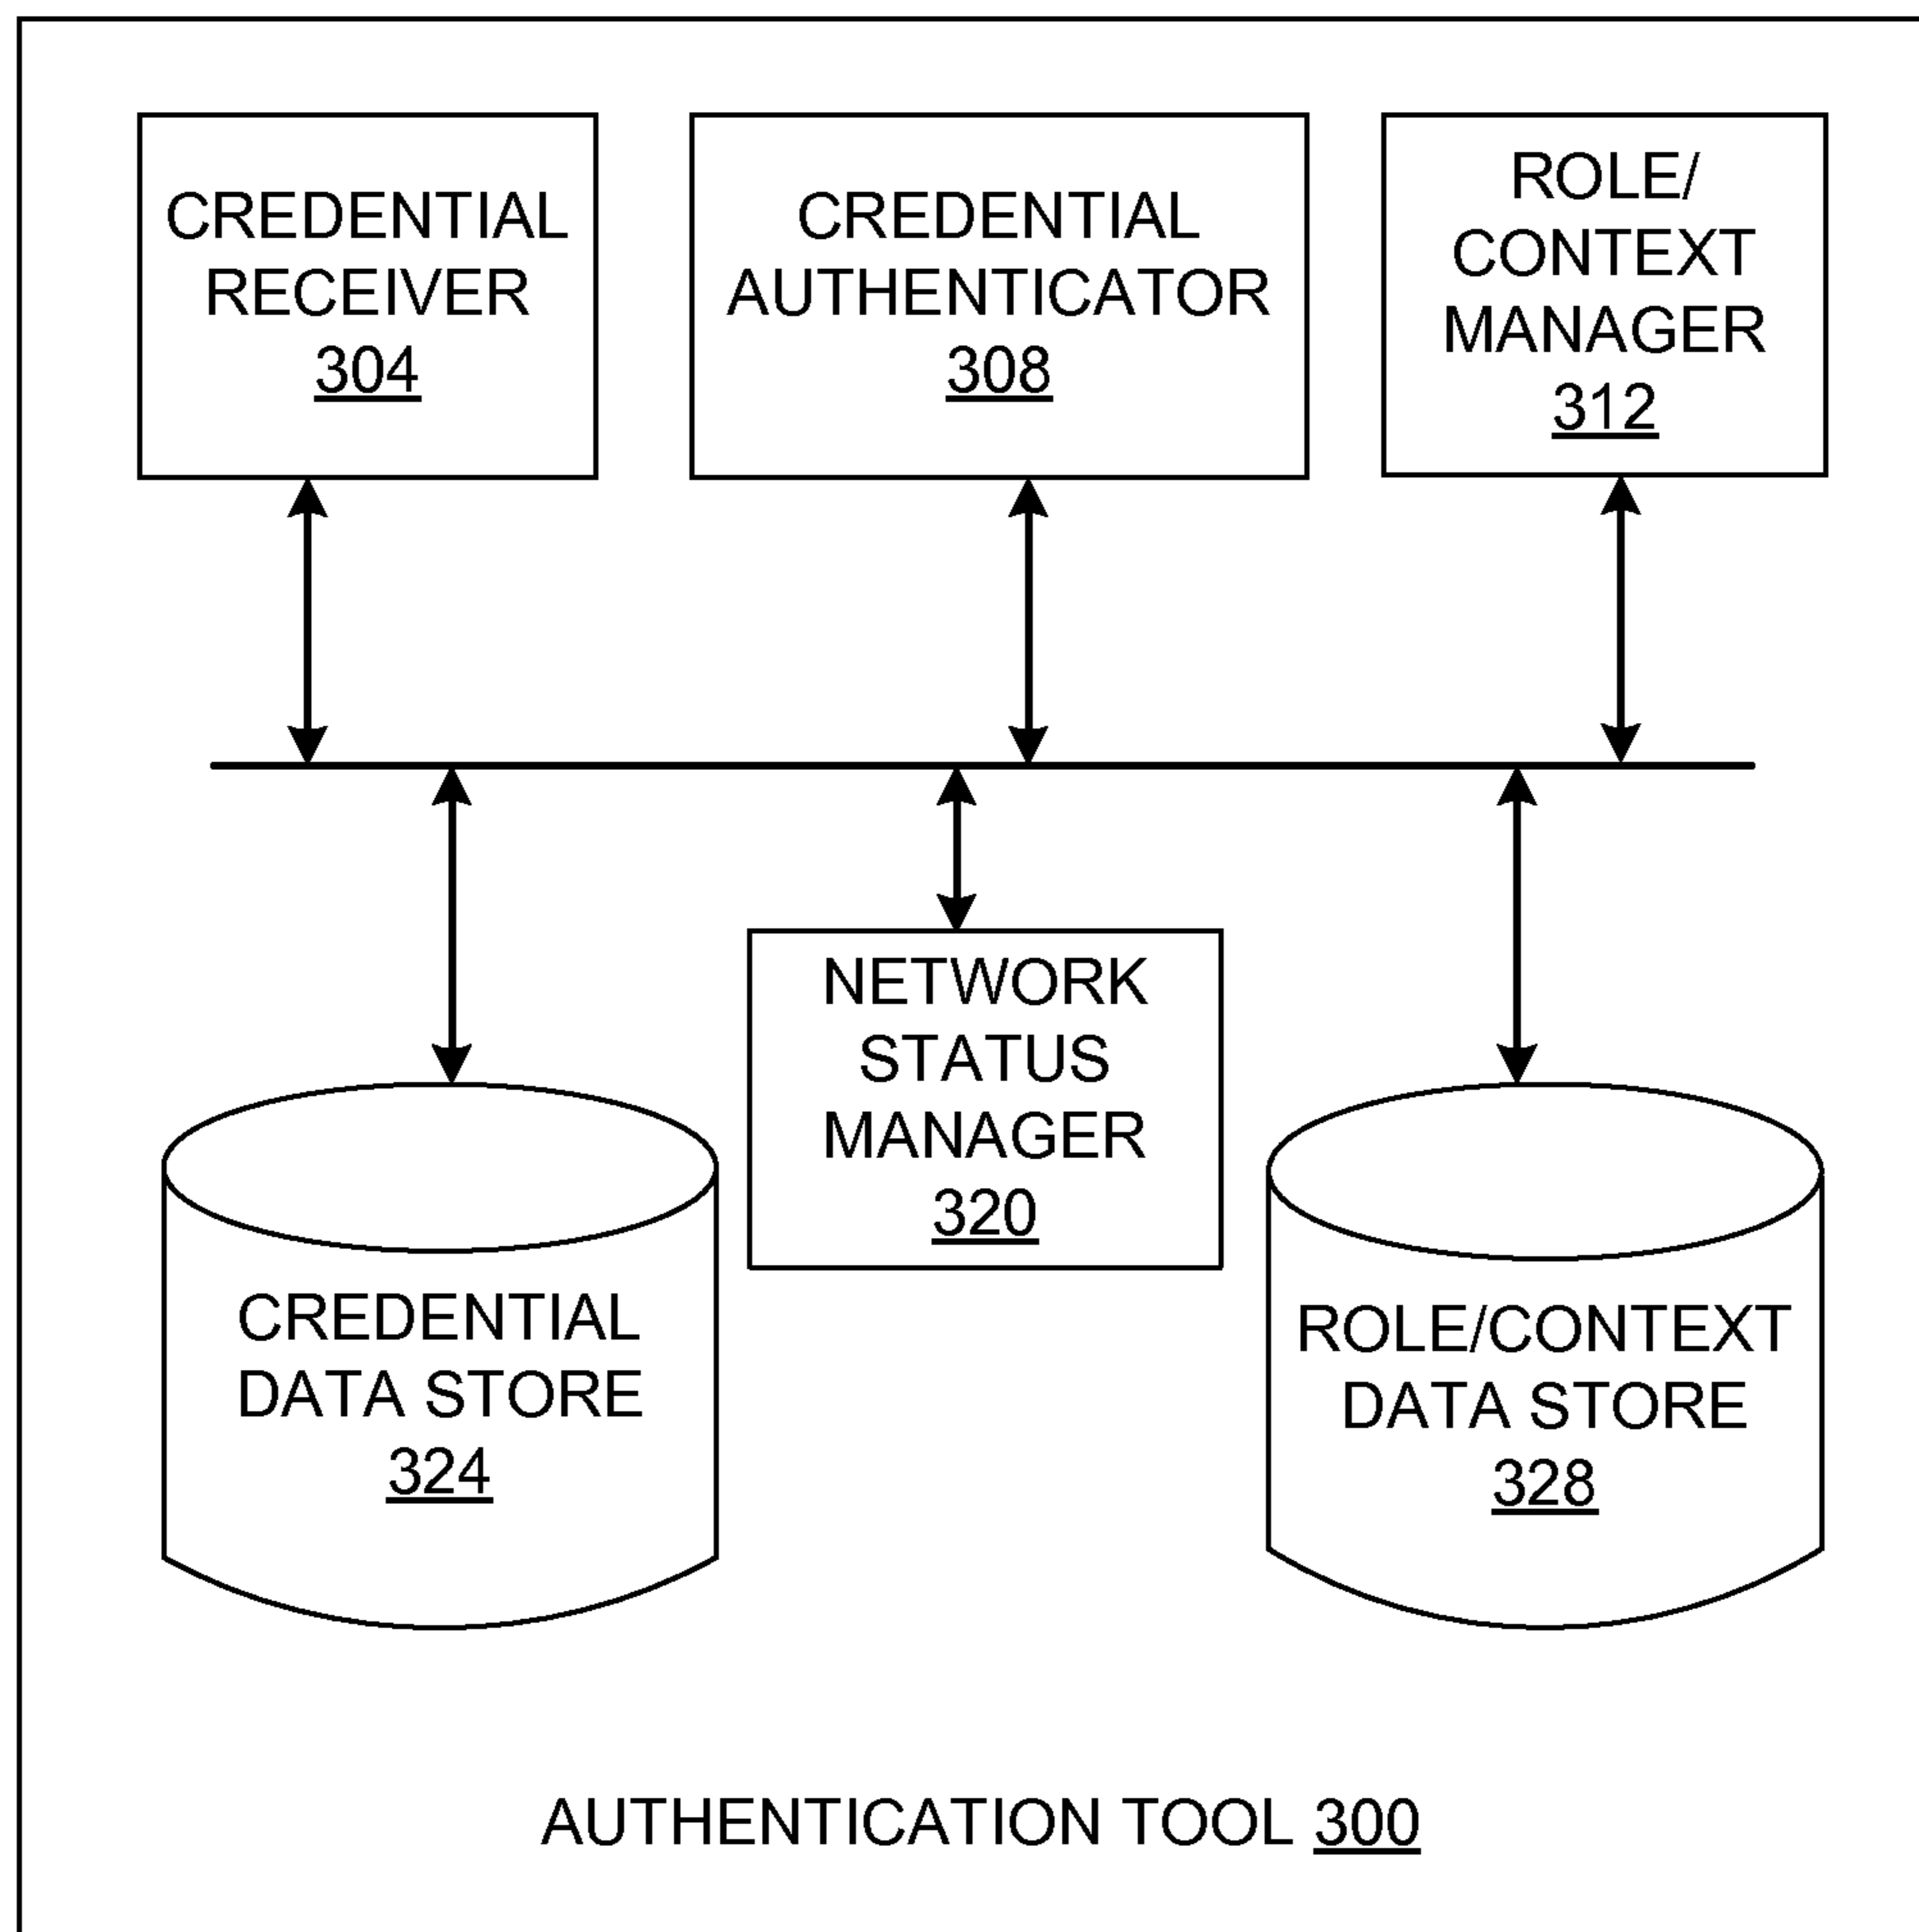 CREDENTIAL
RECEIVER
304
CREDENTIAL
AUTHENTICATOR
308
ROLE/
CONTEXT
MANAGER
312
NETWORK
STATUS
MANAGER
320
CREDENTIAL
DATA STORE
324
ROLE/CONTEXT
DATA STORE
328
AUTHENTICATION TOOL 300